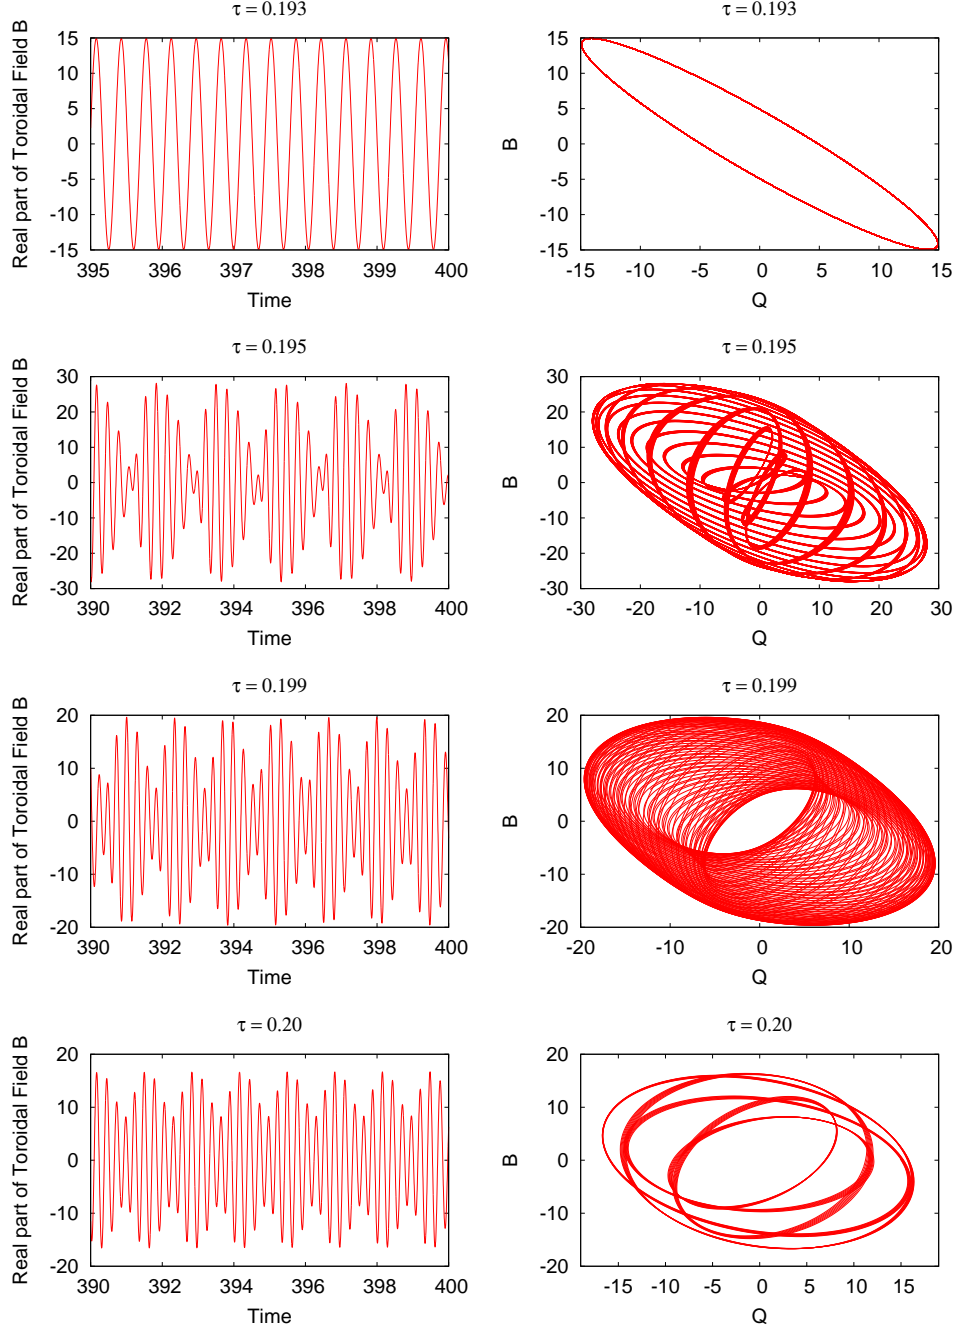 τ = 0.193
Real part of Toroidal Field B
15
10
5
0
-5
-10
-15
395 396 397 398 399 400
Time
τ = 0.193
B
15
10
5
0
-5
-10
-15
-15 -10 -5 0 5 10 15
Q
τ = 0.195
Real part of Toroidal Field B
30
20
10
0
-10
-20
-30
390 392 394 396 398 400
Time
τ = 0.195
B
30
20
10
0
-10
-20
-30
-30 -20 -10 0 10 20 30
Q
τ = 0.199
Real part of Toroidal Field B
20
10
0
-10
-20
390 392 394 396 398 400
Time
τ = 0.199
B
20
10
0
-10
-20
-20 -10 0 10 20
Q
τ = 0.20
Real part of Toroidal Field B
20
10
0
-10
-20
390 392 394 396 398 400
Time
τ = 0.20
B
20
10
0
-10
-20
-15 -10 -5 0 5 10 15
Q